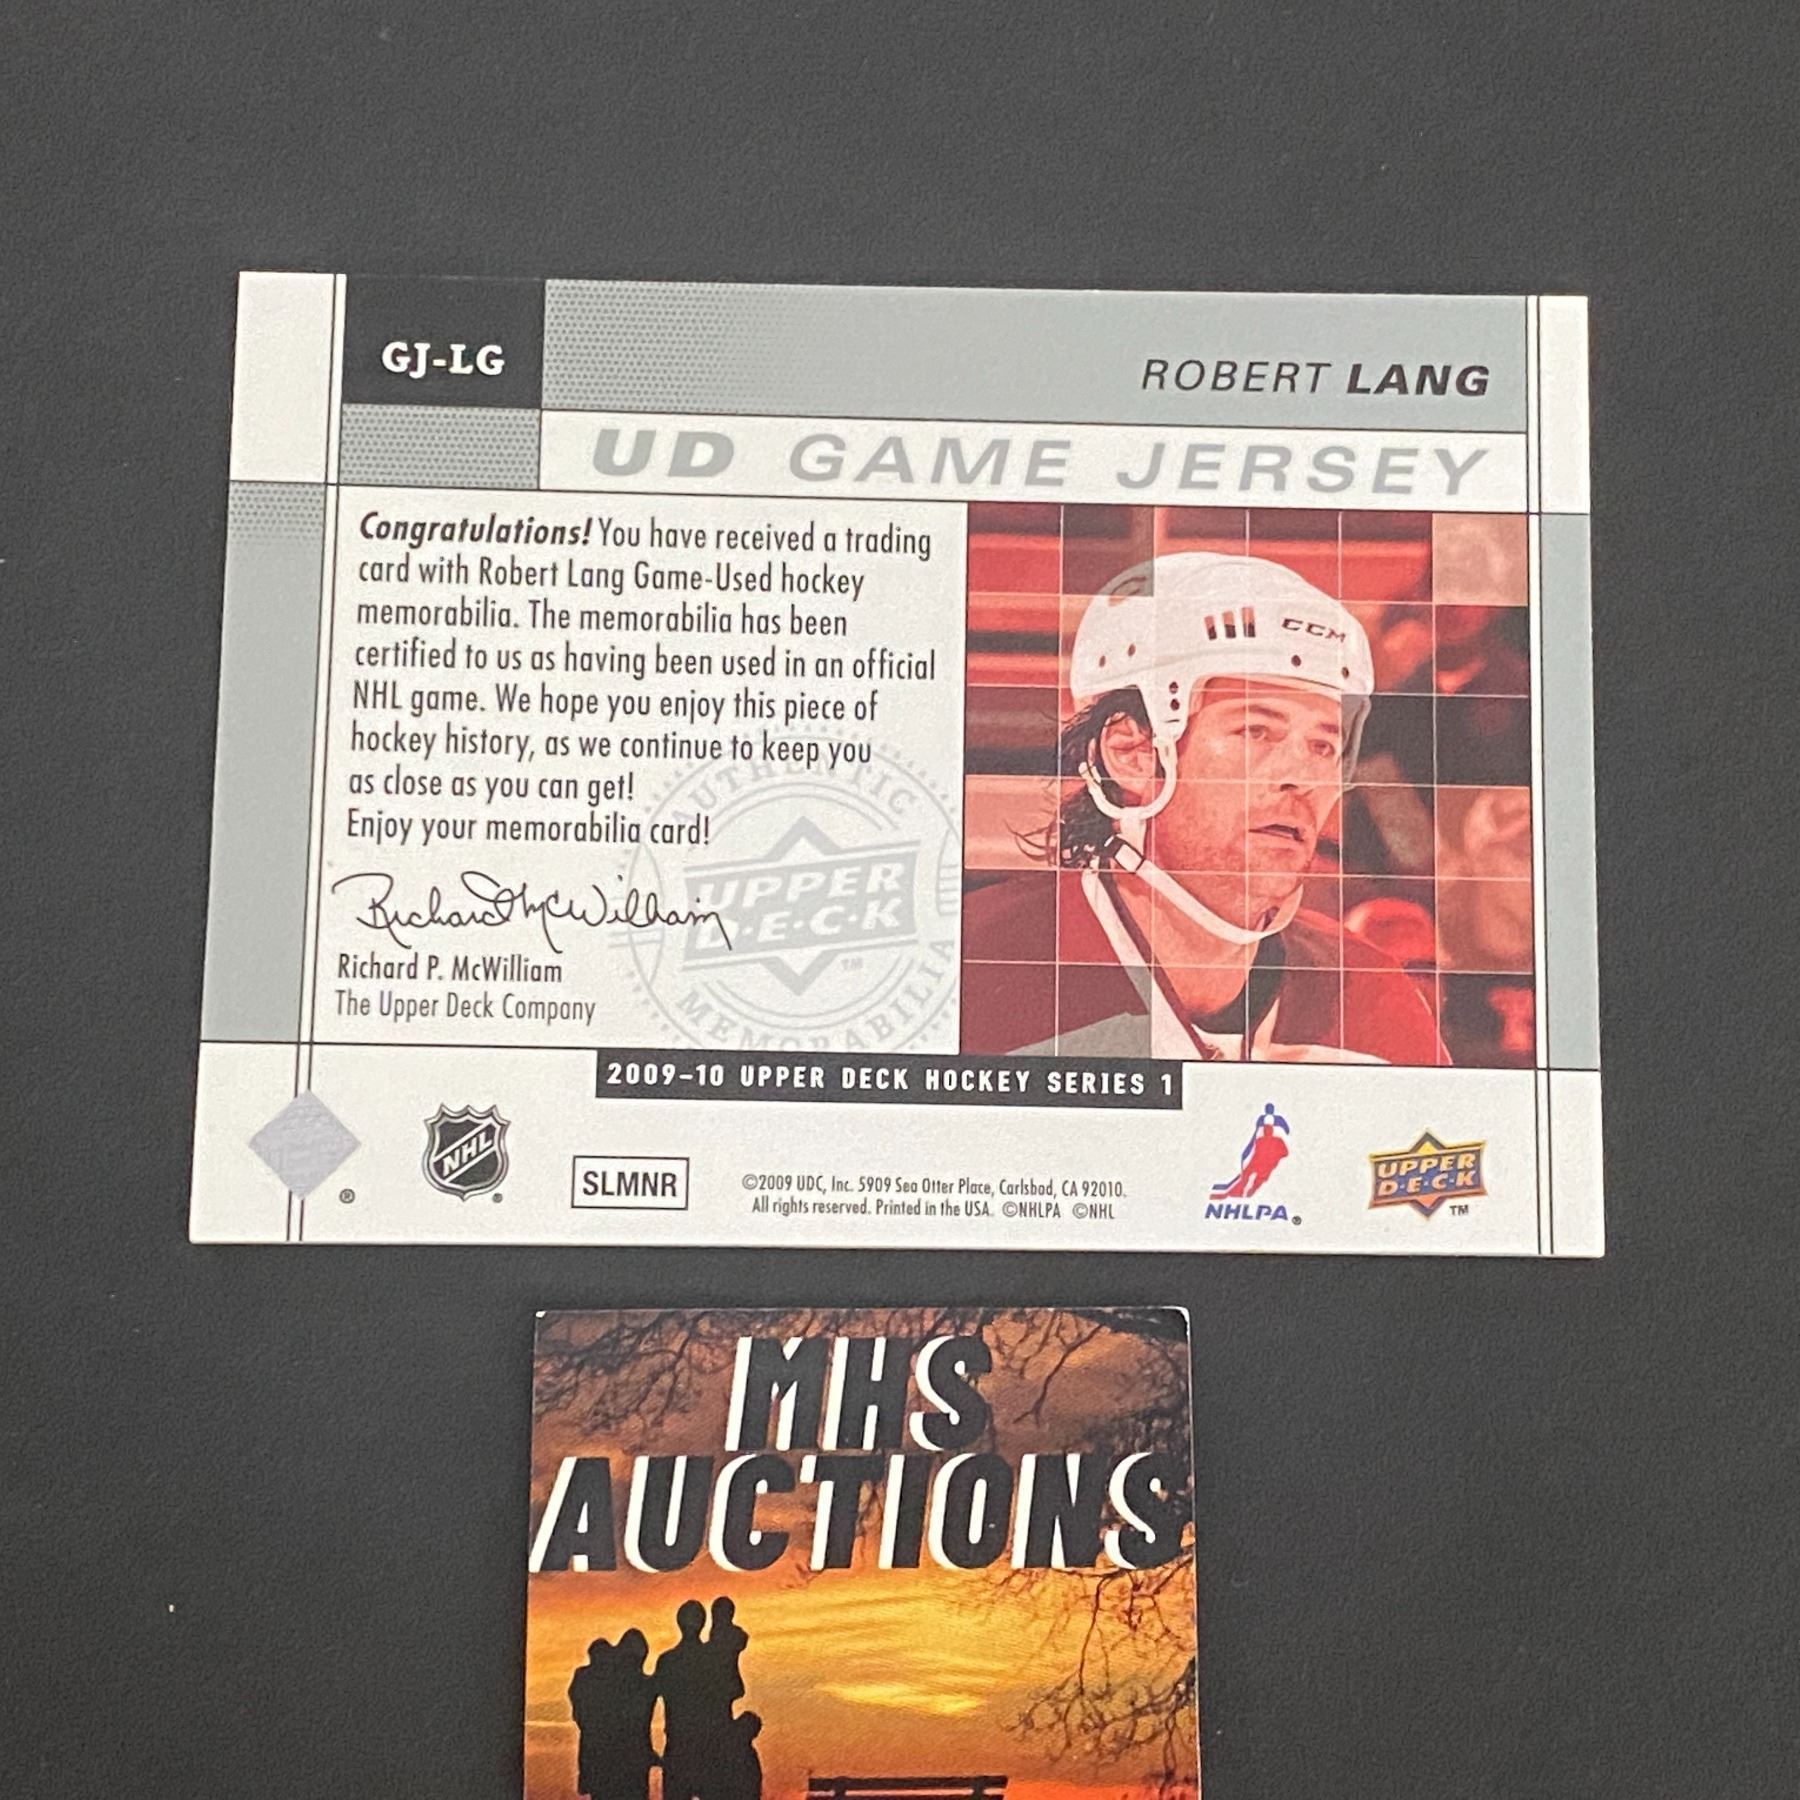 GJ-LG
ROBERT LANG
UD GAME JERSEY
Congratulations! You have received a trading
card with Robert Lang Game-Used hockey
memorabilia. The memorabilia has been
certified to us as having been used in an official
NHL game. We hope you enjoy this piece of
hockey history, as we continue to keep you
as close as you can get!
Enjoy your memorabilia card!
AUTHENTIC
UPPER
D·E·C·K
TM
MEMORABILIA
Richard McWilliam
Richard P. McWilliam
The Upper Deck Company
CCM
2009-10 UPPER DECK HOCKEY SERIES 1
®
NHL
®
SLMNR
©2009 UDC, Inc. 5909 Sea Otter Place, Carlsbad, CA 92010.
All rights reserved. Printed in the USA. ©NHLPA ©NHL
NHLPA®
UPPER
D·E·C·K
TM
MHS
AUCTIONS